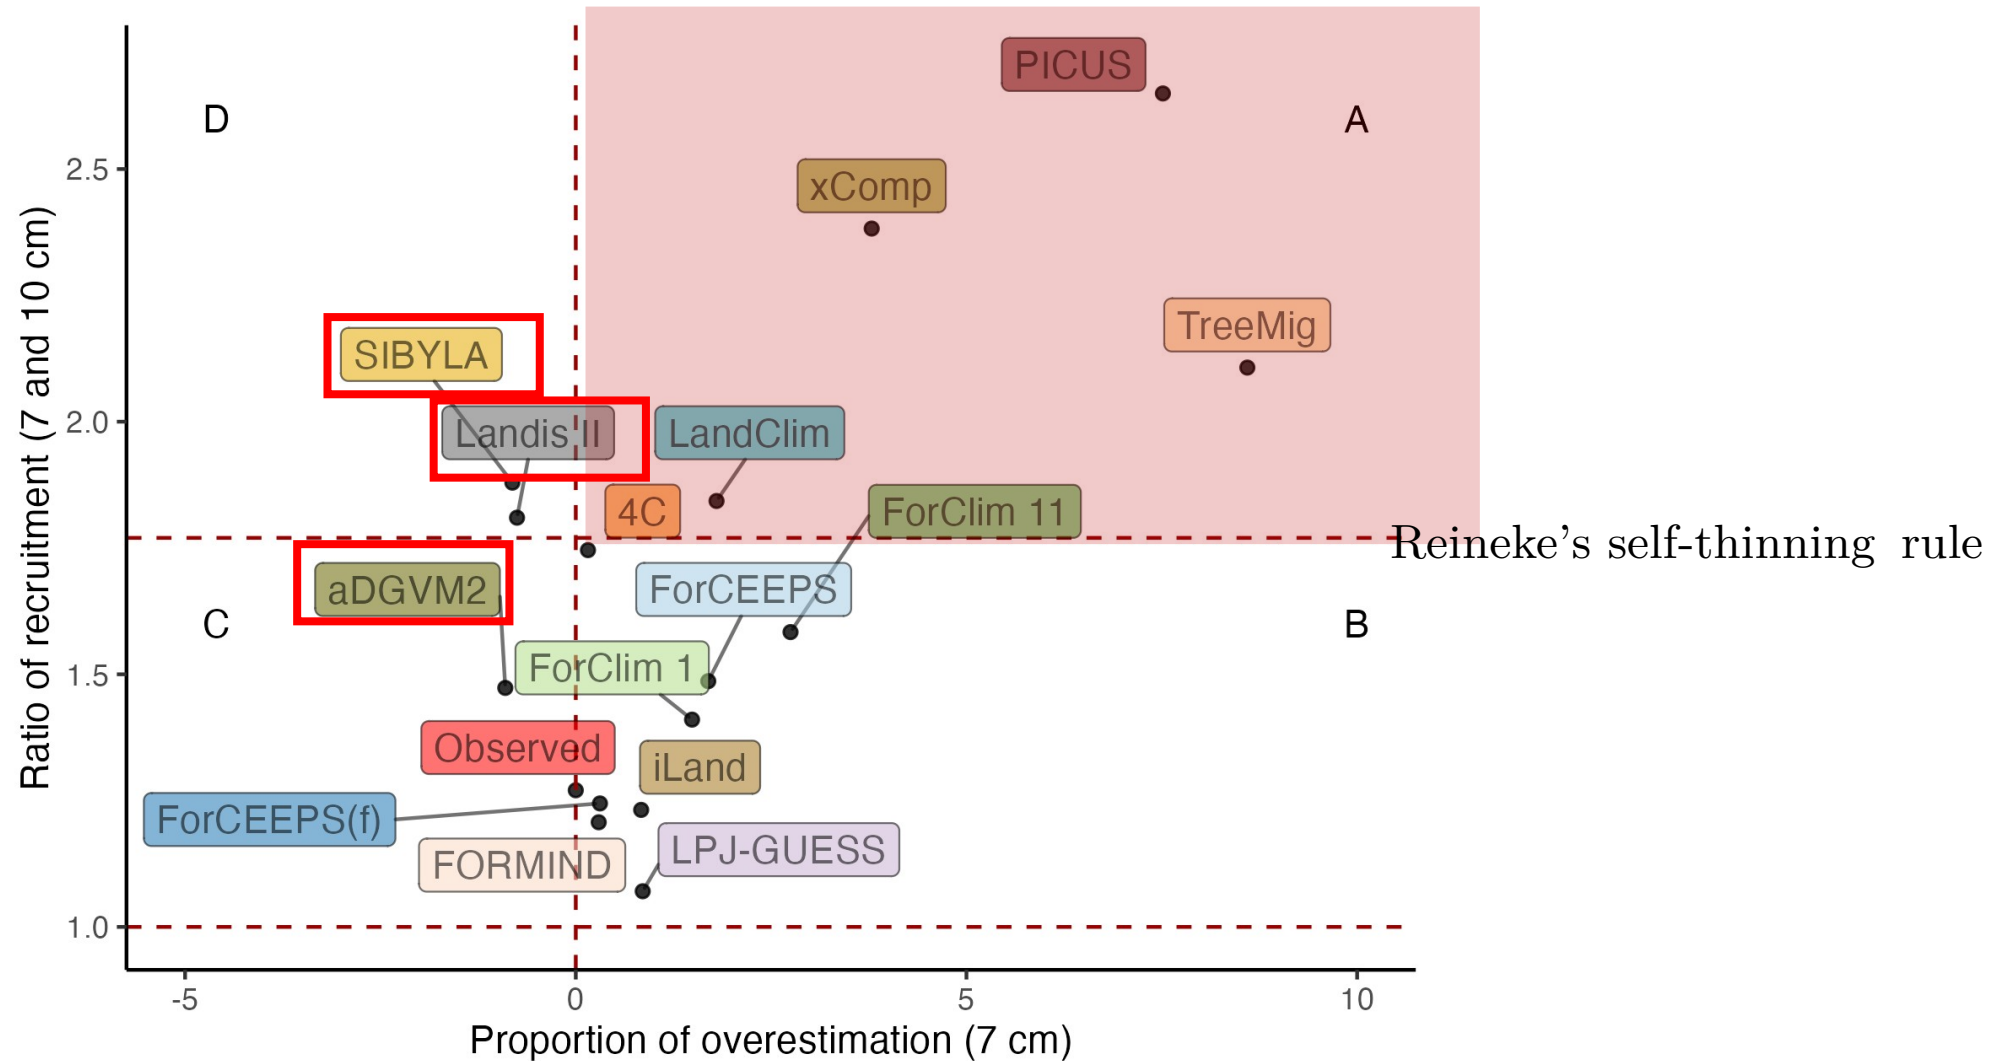 PICUS
D
A
2.5
xComp
TreeMig
SIBYLA
2.0
Landis II
LandClim
4C
ForClim 11
Reineke's self-thinning rule
aDGVM2
ForCEEPS
C
B
ForClim 1
1.5
Observed
iLand
ForCEEPS(f)
LPJ-GUESS
FORMIND
1.0
-5
0
5
10
Proportion of overestimation (7 cm)
Ratio of recruitment (7 and 10 cm)